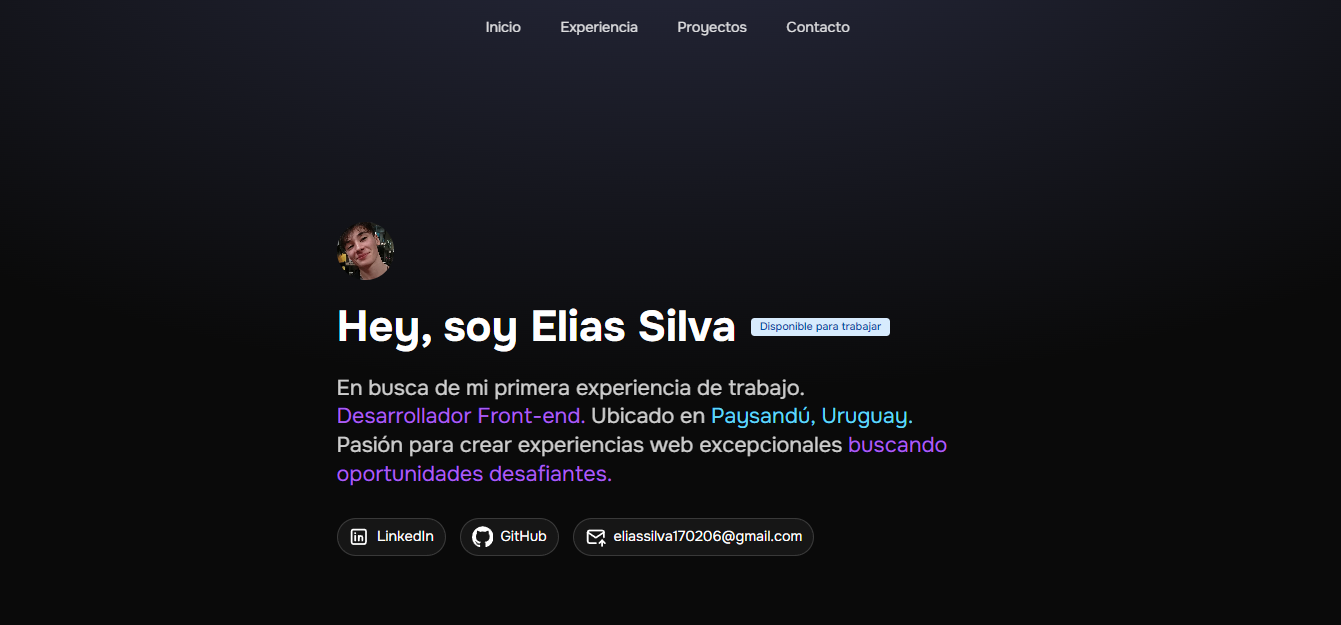 Inicio Experiencia Proyectos Contacto
Hey, soy Elias Silva Disponible para trabajar
En busca de mi primera experiencia de trabajo.
Desarrollador Front-end. Ubicado en Paysandú, Uruguay.
Pasión para crear experiencias web excepcionales buscando
oportunidades desafiantes.
LinkedIn GitHub eliassilva170206@gmail.com